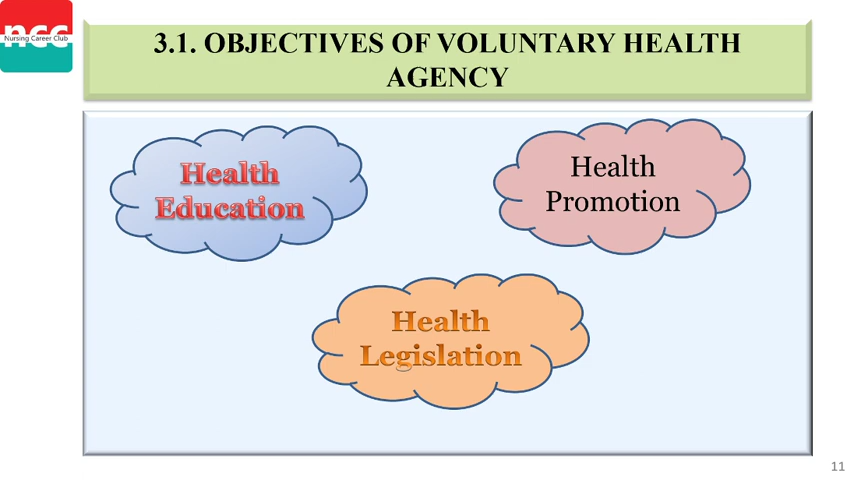 ncc
Nursing Career Club
3.1. OBJECTIVES OF VOLUNTARY HEALTH
AGENCY
Health
Education
Health
Promotion
Health
Legislation
11